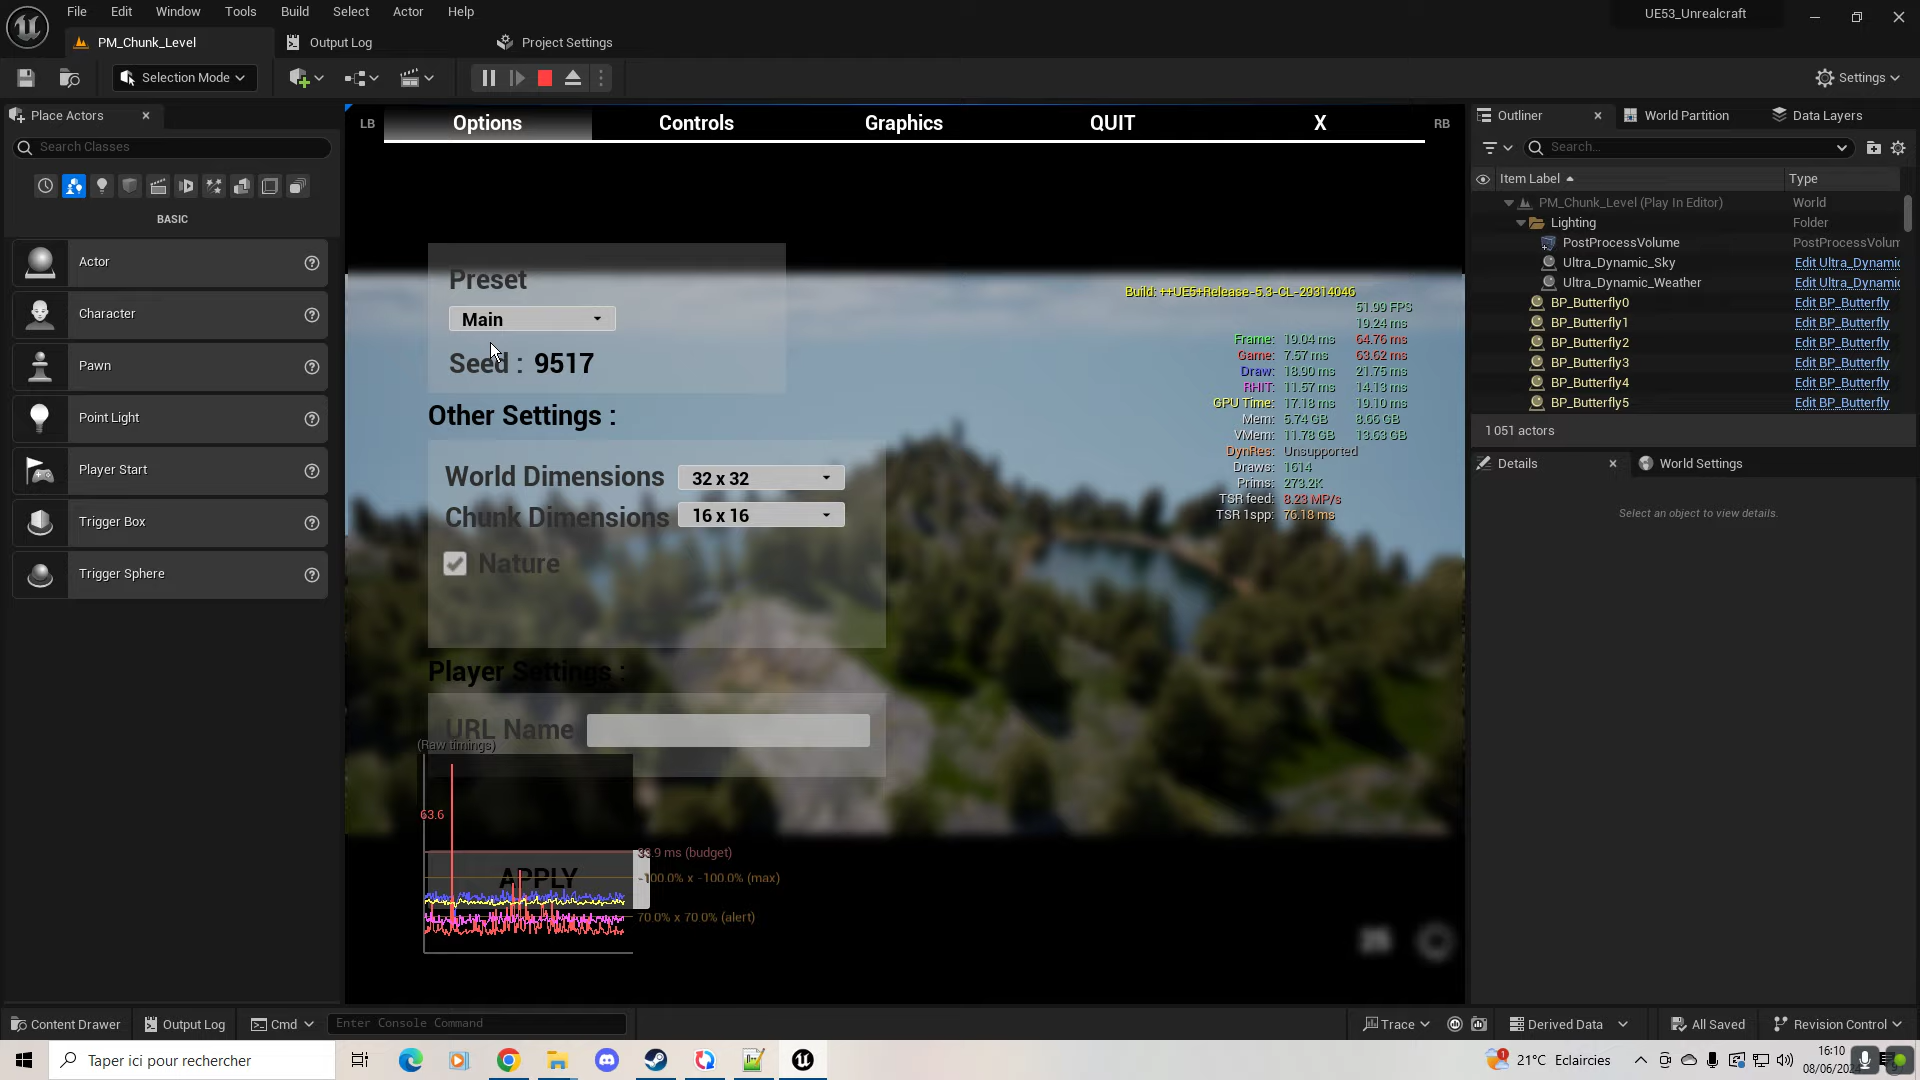 File Edit Window Tools Build Select Actor Help UE53_Unrealcraft
PM_Chunk_Level Output Log Project Settings
Selection Mode Settings
Place Actors
Search Classes
BASIC
Actor
Character
Pawn
Point Light
Player Start
Trigger Box
Trigger Sphere
LB Options Controls Graphics QUIT X RB
Preset
Main
Seed : 9517
Other Settings :
World Dimensions 32 x 32
Chunk Dimensions 16 x 16
Nature
Player Settings :
URL Name
(Raw timings)
63.6
APPLY
33.9 ms (budget)
-100.0% x -100.0% (max)
70.0% x 70.0% (alert)
25
Build: ++UE5+Release-5.3-CL-29314046
51.99 FPS
19.24 ms
Frame: 19.04 ms 64.76 ms
Game: 7.57 ms 63.62 ms
Draw: 18.90 ms 21.75 ms
RHIT: 11.57 ms 14.13 ms
GPU Time: 17.18 ms 19.10 ms
Mem: 5.74 GB 8.66 GB
VMem: 11.78 GB 13.63 GB
DynRes: Unsupported
Draws: 1614
Prims: 273.2K
TSR feed: 8.23 MP/s
TSR 1spp: 76.18 ms
Outliner World Partition Data Layers
Search...
Item Label Type
PM_Chunk_Level (Play In Editor) World
Lighting Folder
PostProcessVolume PostProcessVolum
Ultra_Dynamic_Sky Edit Ultra_Dynamic
Ultra_Dynamic_Weather Edit Ultra_Dynamic
BP_Butterfly0 Edit BP_Butterfly
BP_Butterfly1 Edit BP_Butterfly
BP_Butterfly2 Edit BP_Butterfly
BP_Butterfly3 Edit BP_Butterfly
BP_Butterfly4 Edit BP_Butterfly
BP_Butterfly5 Edit BP_Butterfly
1 051 actors
Details World Settings
Select an object to view details.
Content Drawer Output Log Cmd Enter Console Command Trace Derived Data All Saved Revision Control
Taper ici pour rechercher 1 21°C Eclaircies 16:10